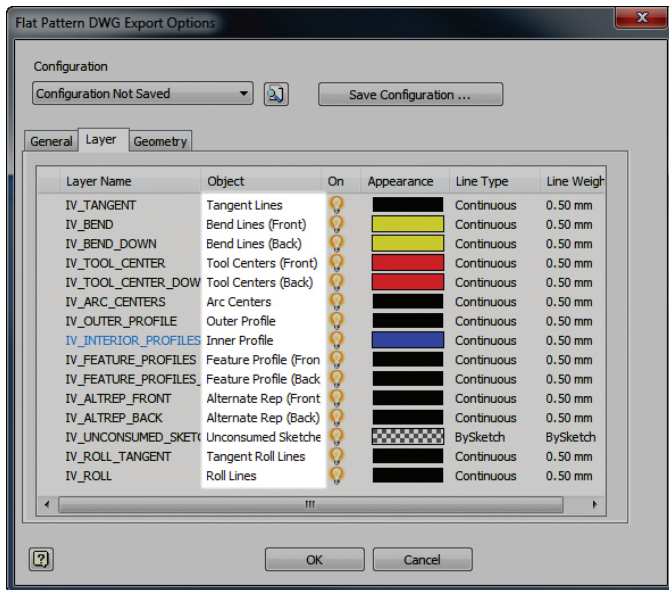 Flat Pattern DWG Export Options
Configuration
Configuration Not Saved
Save Configuration ...
General Layer Geometry
Layer Name Object On Appearance Line Type Line Weigh
IV_TANGENT Tangent Lines Continuous 0.50 mm
IV_BEND Bend Lines (Front) Continuous 0.50 mm
IV_BEND_DOWN Bend Lines (Back) Continuous 0.50 mm
IV_TOOL_CENTER Tool Centers (Front) Continuous 0.50 mm
IV_TOOL_CENTER_DOW Tool Centers (Back) Continuous 0.50 mm
IV_ARC_CENTERS Arc Centers Continuous 0.50 mm
IV_OUTER_PROFILE Outer Profile Continuous 0.50 mm
IV_INTERIOR_PROFILES Inner Profile Continuous 0.50 mm
IV_FEATURE_PROFILES Feature Profile (Fron Continuous 0.50 mm
IV_FEATURE_PROFILES_ Feature Profile (Back Continuous 0.50 mm
IV_ALTREP_FRONT Alternate Rep (Front Continuous 0.50 mm
IV_ALTREP_BACK Alternate Rep (Back) Continuous 0.50 mm
IV_UNCONSUMED_SKETC Unconsumed Sketche BySketch BySketch
IV_ROLL_TANGENT Tangent Roll Lines Continuous 0.50 mm
IV_ROLL Roll Lines Continuous 0.50 mm
OK Cancel